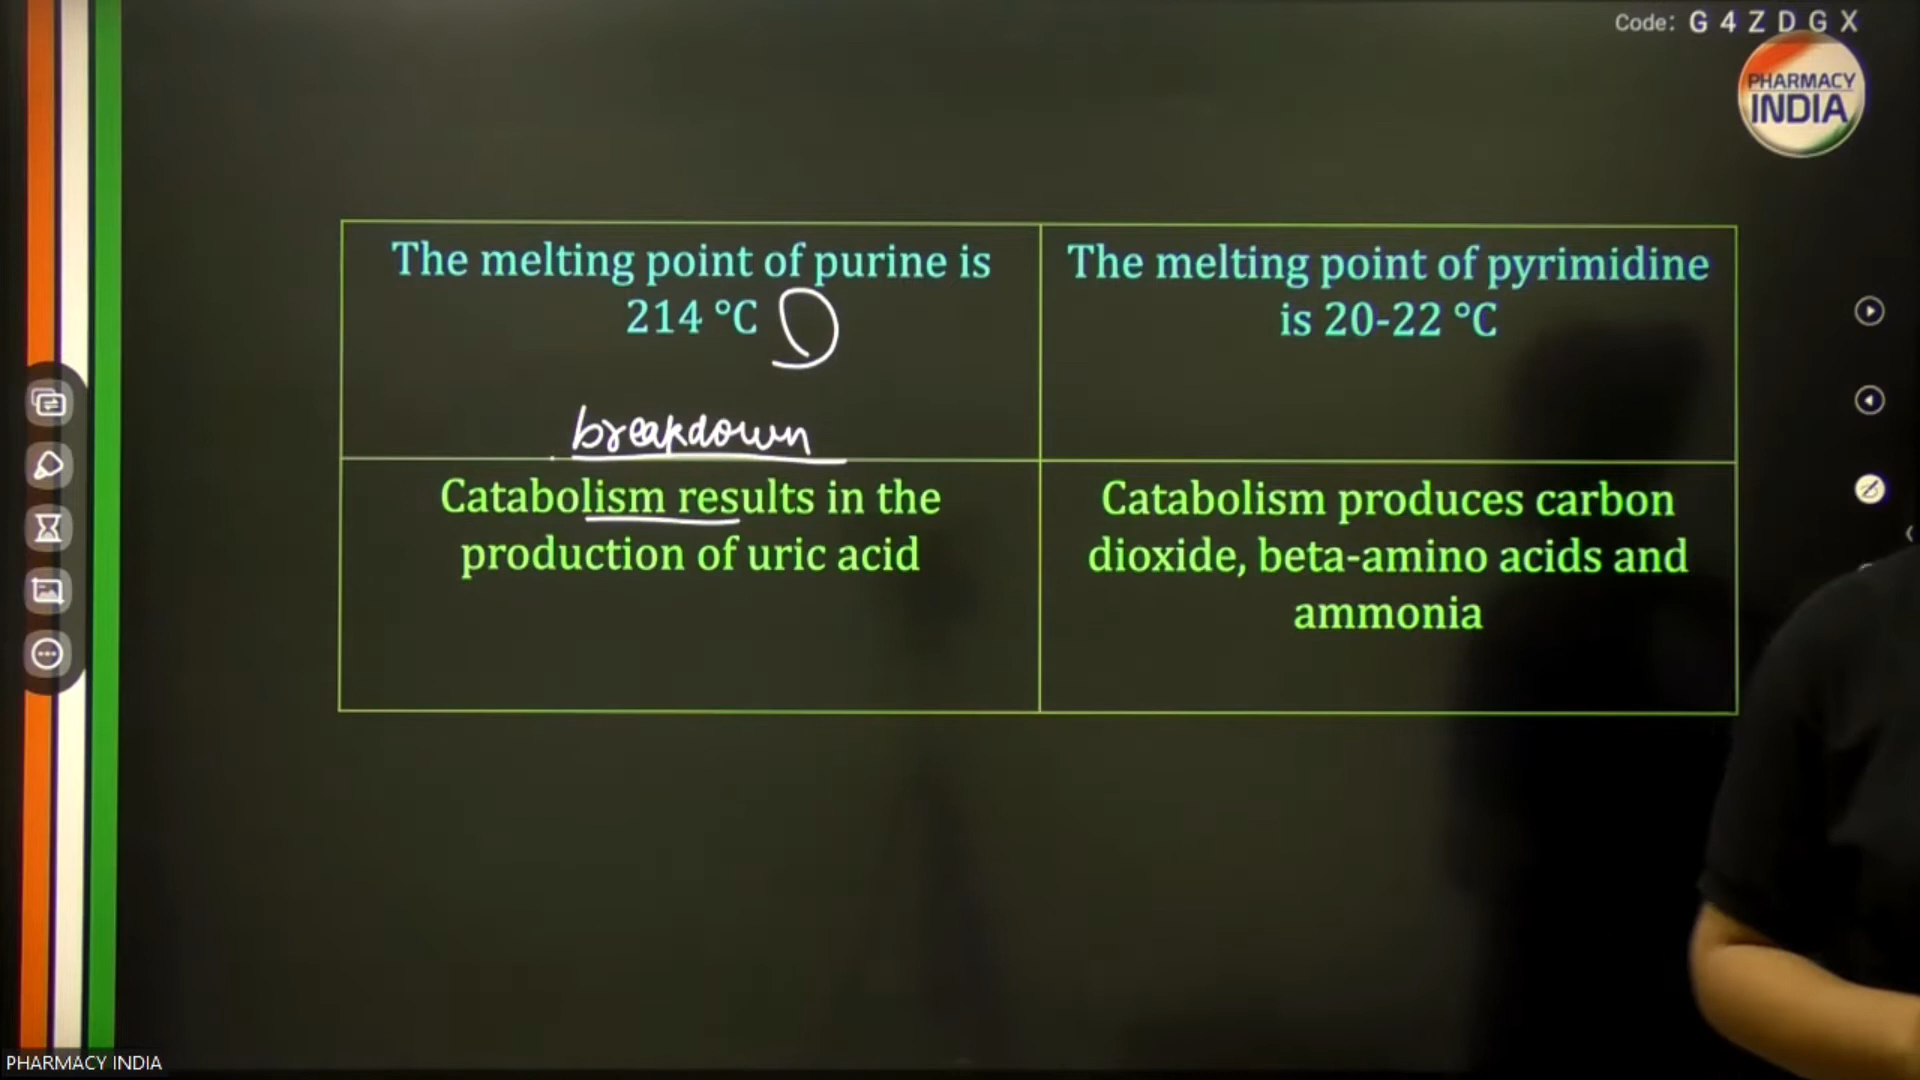 Code: G 4 Z D G X
PHARMACY
INDIA
The melting point of purine is
214 °C
The melting point of pyrimidine
is 20-22 °C
breakdown
Catabolism results in the
production of uric acid
Catabolism produces carbon
dioxide, beta-amino acids and
ammonia
PHARMACY INDIA